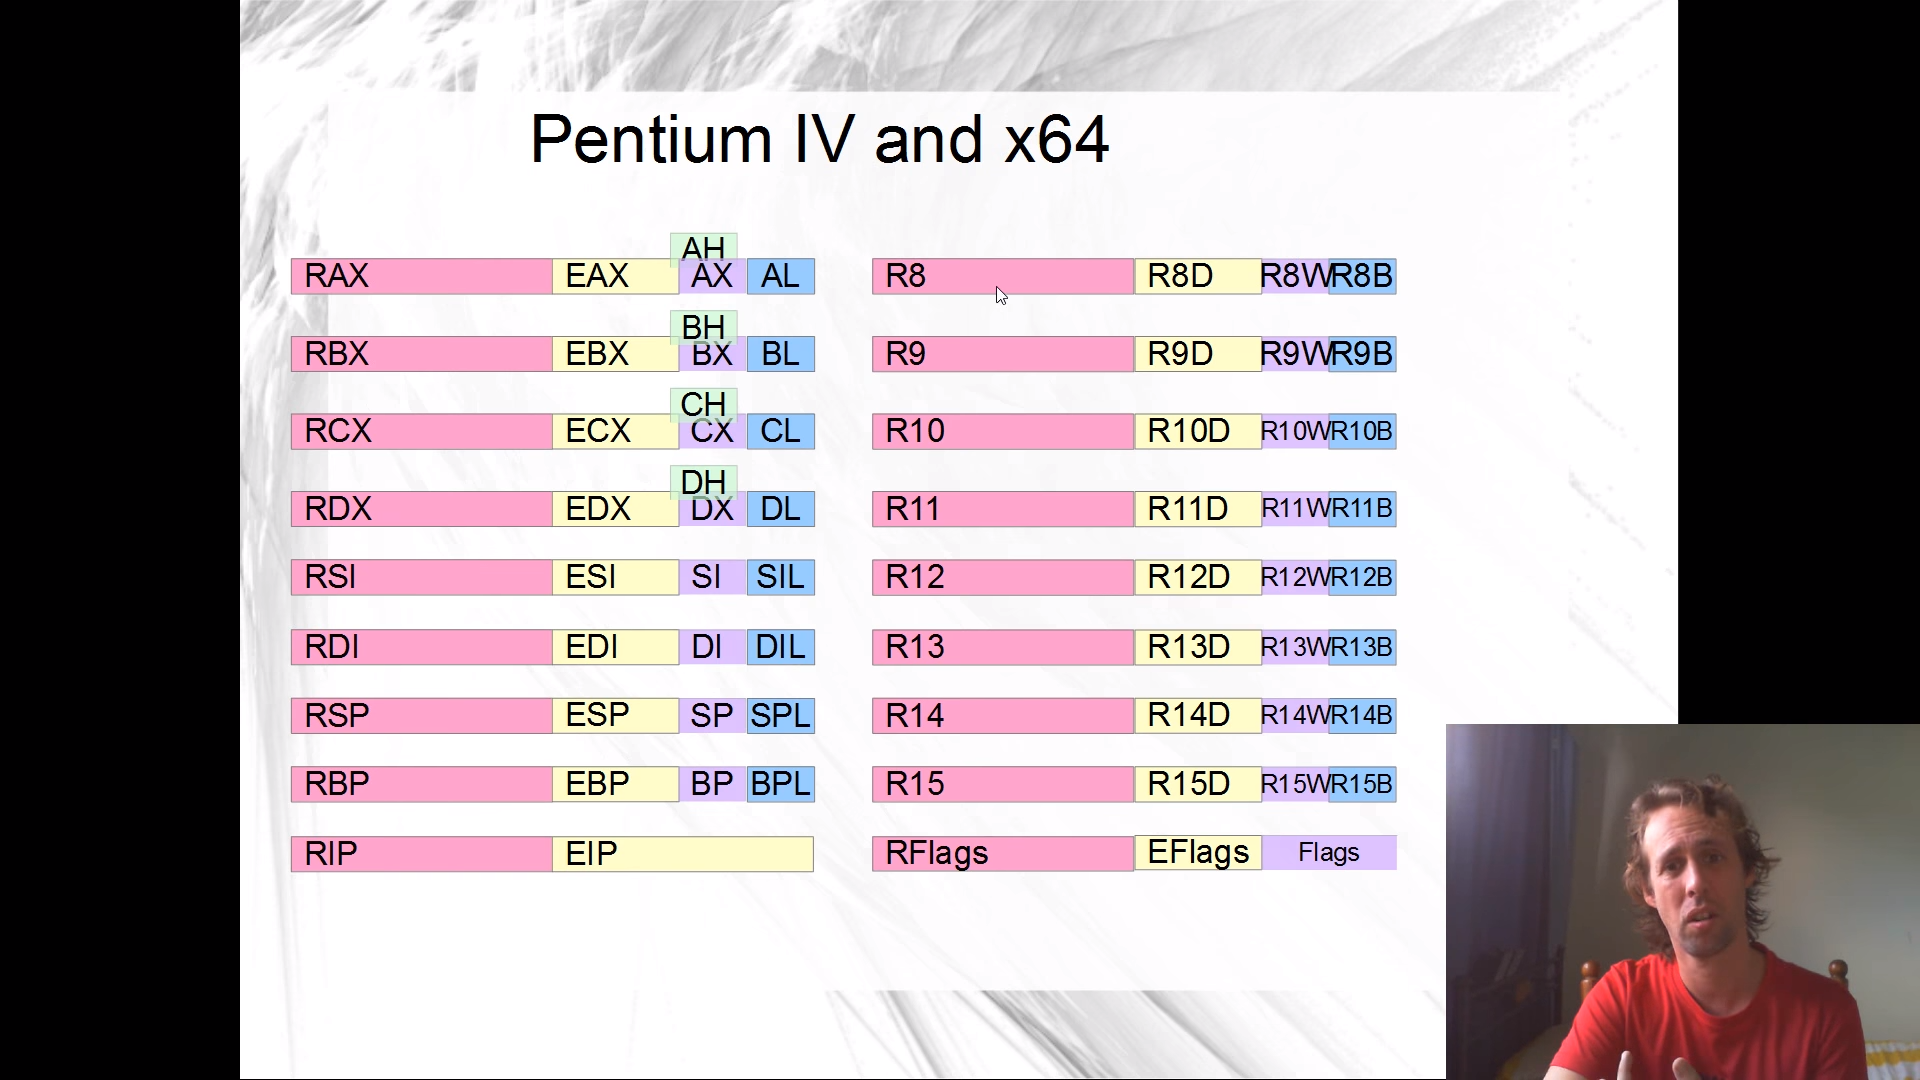 Pentium IV and x64
AH
RAX EAX AX AL R8 R8D R8W R8B
BH
RBX EBX BX BL R9 R9D R9W R9B
CH
RCX ECX CX CL R10 R10D R10W R10B
DH
RDX EDX DX DL R11 R11D R11W R11B
RSI ESI SI SIL R12 R12D R12W R12B
RDI EDI DI DIL R13 R13D R13W R13B
RSP ESP SP SPL R14 R14D R14W R14B
RBP EBP BP BPL R15 R15D R15W R15B
RIP EIP RFlags EFlags Flags